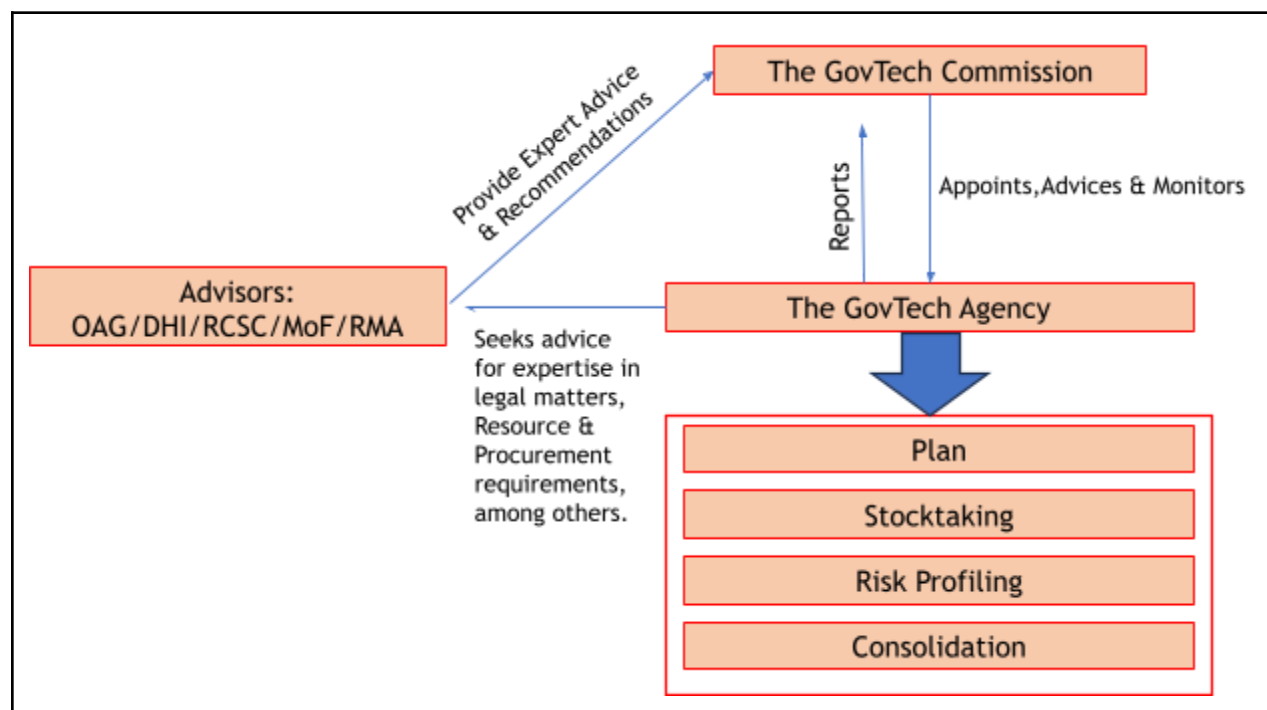 The GovTech Commission
Provide Expert Advice
& Recommendations
Reports
Appoints,Advices & Monitors
Advisors:
OAG/DHI/RCSC/MoF/RMA
The GovTech Agency
Seeks advice
for expertise in
legal matters,
Resource &
Procurement
requirements,
among others.
Plan
Stocktaking
Risk Profiling
Consolidation